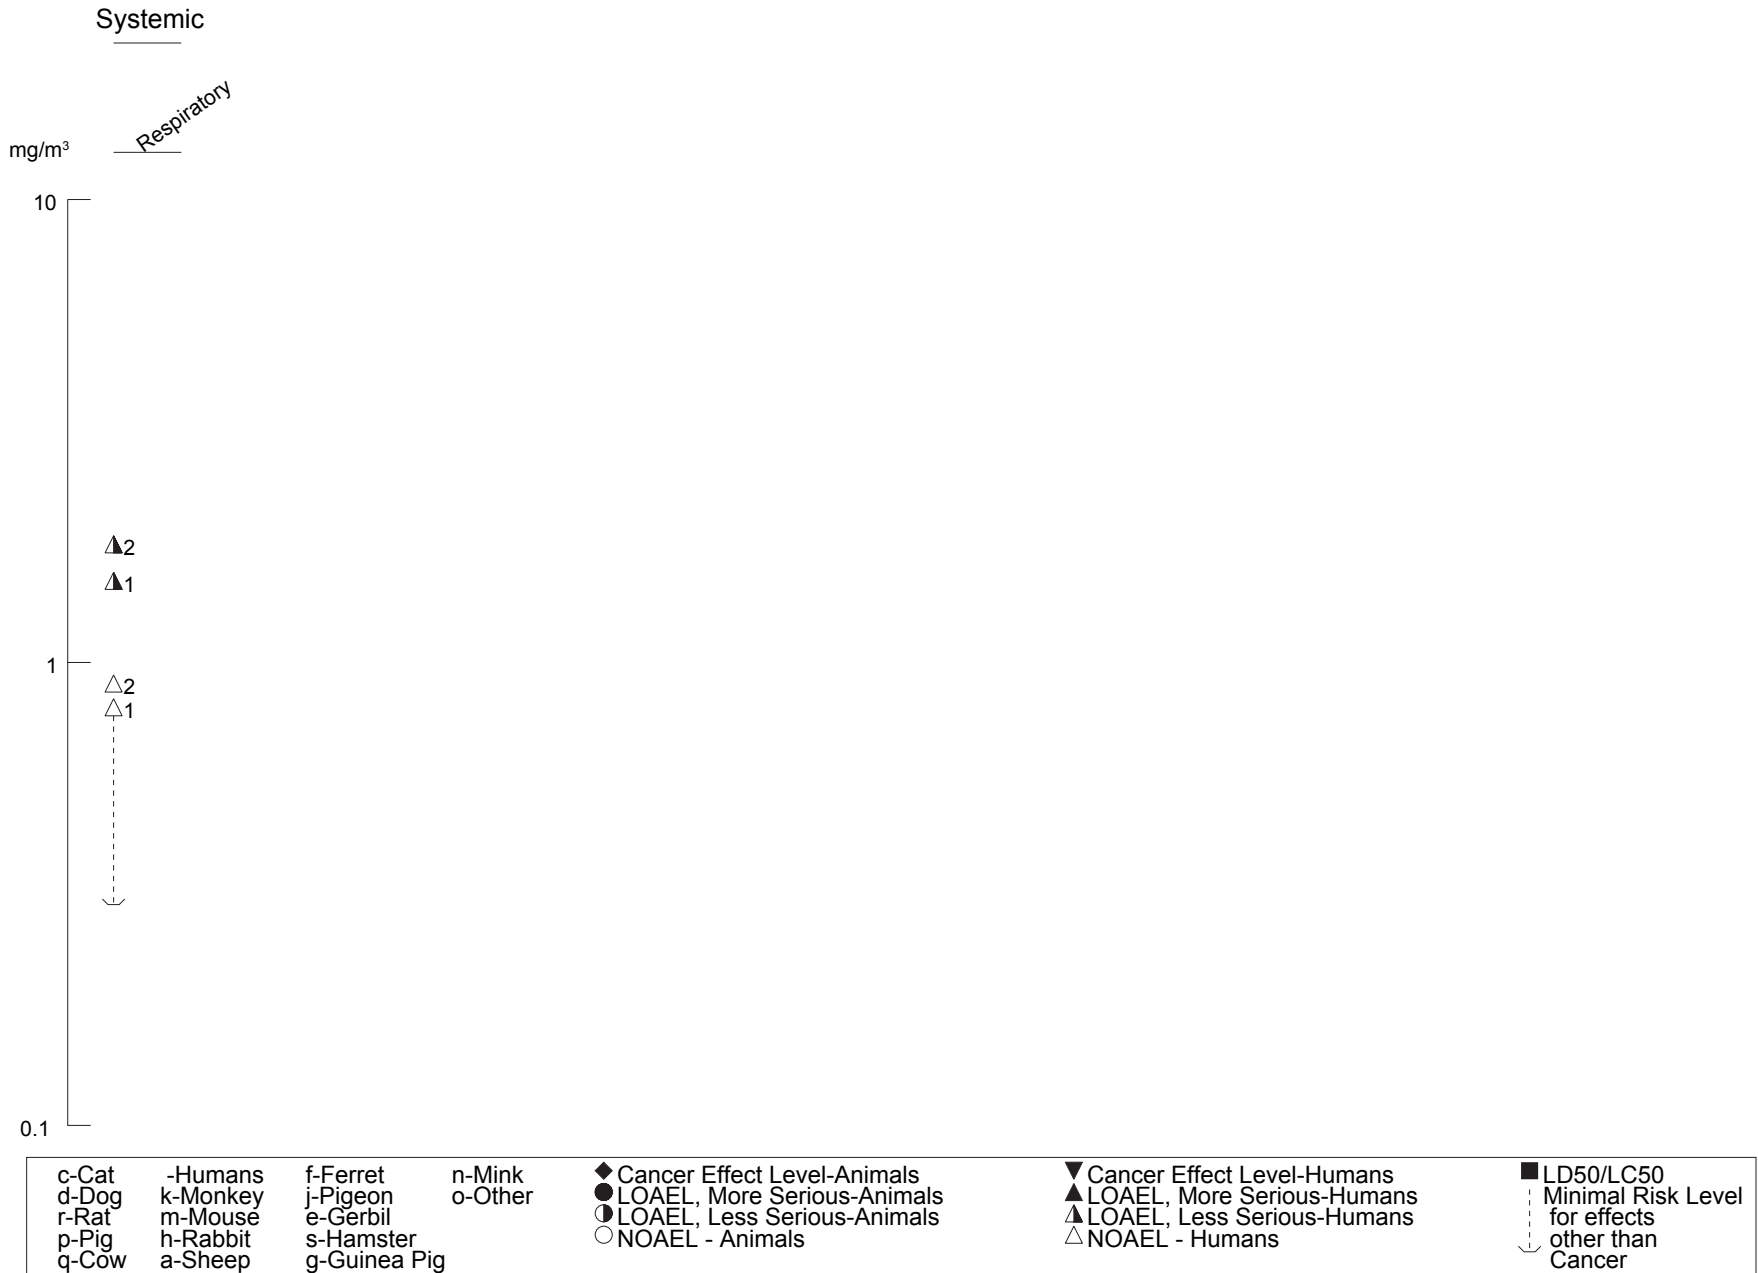 Systemic
Respiratory
mg/m³
10
2
1
1
2
1
0.1
c-Cat -Humans f-Ferret n-Mink Cancer Effect Level-Animals Cancer Effect Level-Humans LD50/LC50
d-Dog k-Monkey j-Pigeon o-Other LOAEL, More Serious-Animals LOAEL, More Serious-Humans Minimal Risk Level
r-Rat m-Mouse e-Gerbil LOAEL, Less Serious-Animals LOAEL, Less Serious-Humans for effects
p-Pig h-Rabbit s-Hamster NOAEL - Animals NOAEL - Humans other than
q-Cow a-Sheep g-Guinea Pig Cancer